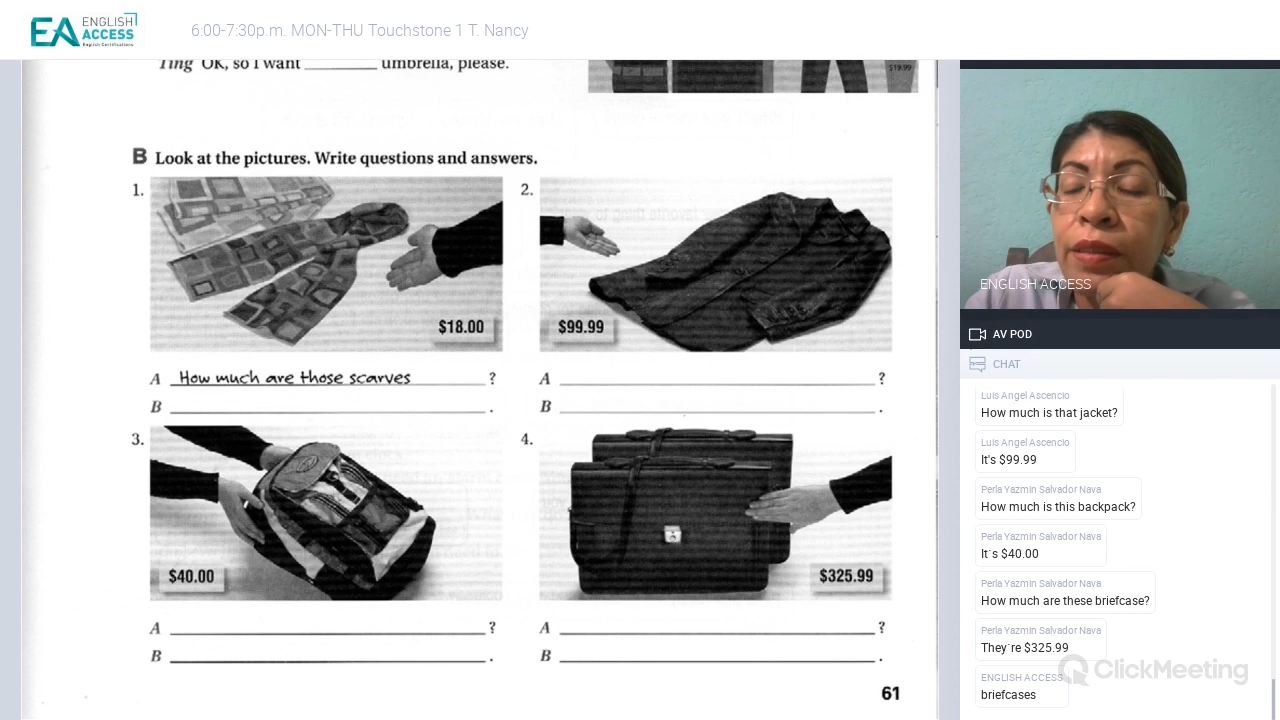 EA ENGLISH ACCESS
English Certifications
6:00-7:30p.m. MON-THU Touchstone 1 T. Nancy
Ting OK, so I want ________ umbrella, please.
$19.99
B Look at the pictures. Write questions and answers.
1.
$18.00
A How much are those scarves ?
B .
2.
$99.99
A ?
B .
3.
$40.00
A ?
B .
4.
$325.99
A ?
B .
61
ENGLISH ACCESS
AV POD
CHAT
Luis Angel Ascencio
How much is that jacket?
Luis Angel Ascencio
It's $99.99
Perla Yazmin Salvador Nava
How much is this backpack?
Perla Yazmin Salvador Nava
It´s $40.00
Perla Yazmin Salvador Nava
How much are these briefcase?
Perla Yazmin Salvador Nava
They´re $325.99
ENGLISH ACCESS
briefcases
ClickMeeting